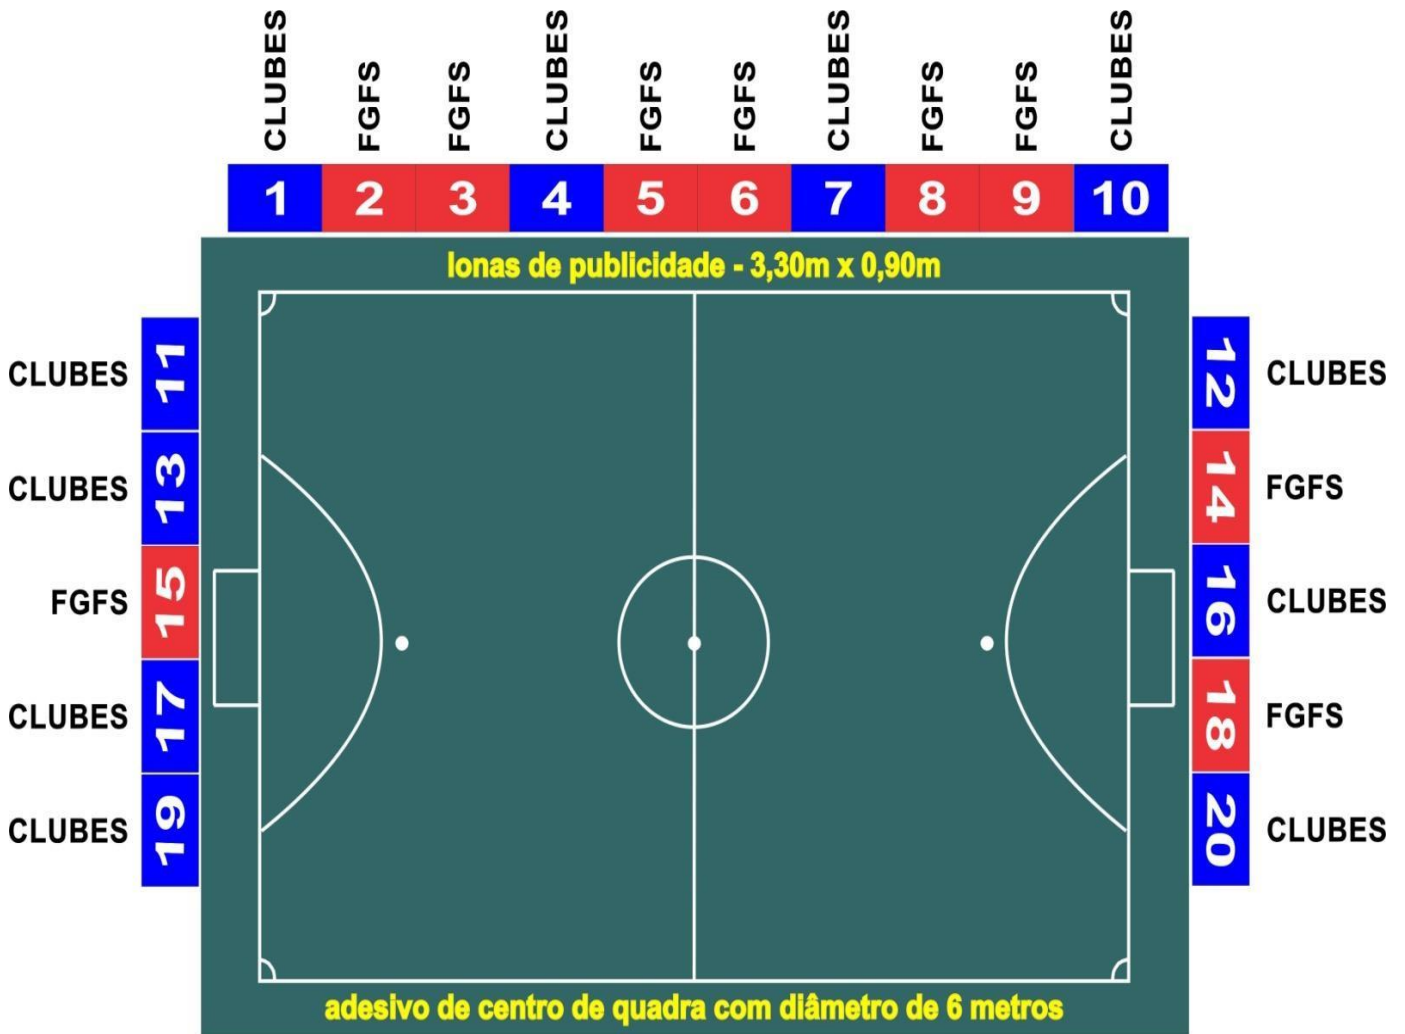 CLUBES FGFS FGFS CLUBES FGFS FGFS CLUBES FGFS FGFS CLUBES
1 2 3 4 5 6 7 8 9 10
lonas de publicidade - 3,30m x 0,90m
CLUBES 11
12 CLUBES
CLUBES 13
14 FGFS
FGFS 15
16 CLUBES
CLUBES 17
18 FGFS
CLUBES 19
20 CLUBES
adesivo de centro de quadra com diâmetro de 6 metros